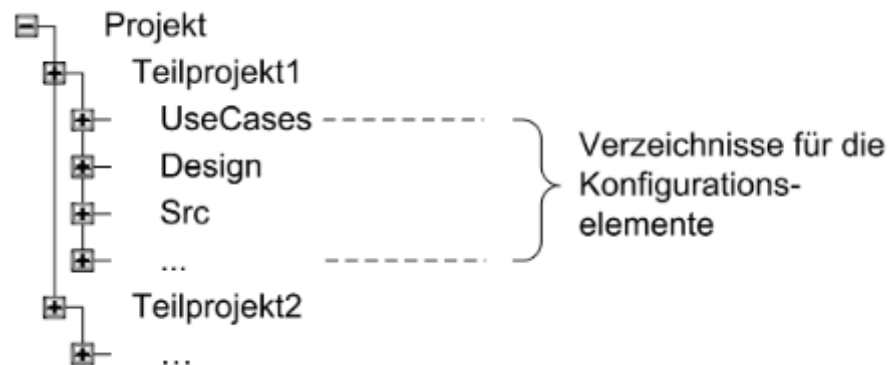 Projekt
Teilprojekt1
UseCases
Design
Src
...
Teilprojekt2
...
Verzeichnisse für die
Konfigurations-
elemente